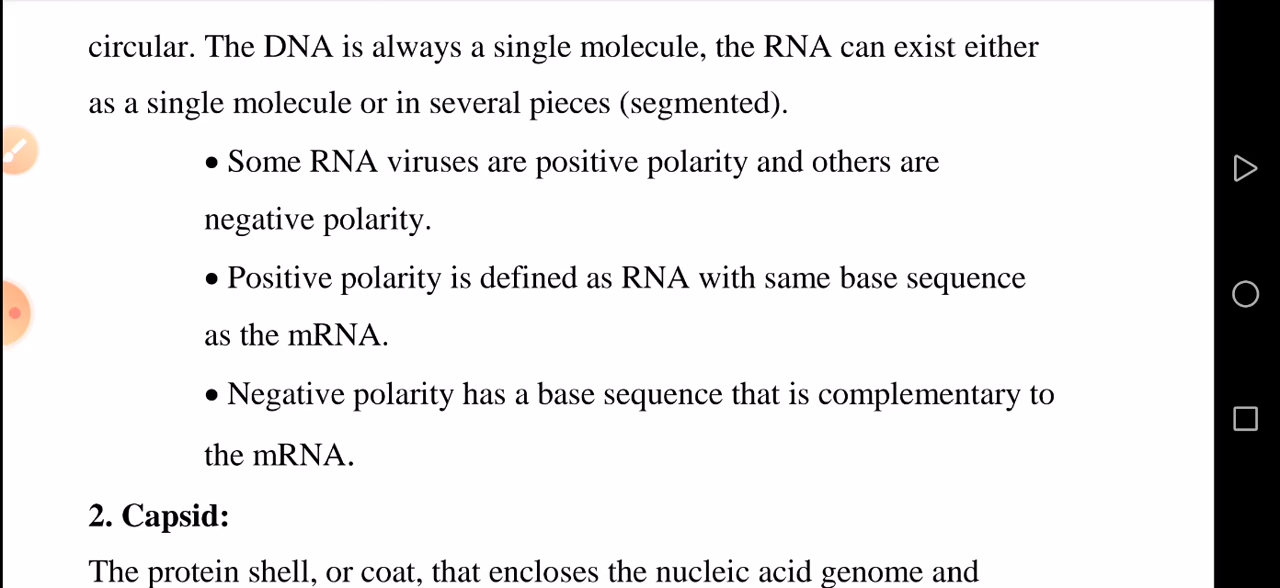 circular. The DNA is always a single molecule, the RNA can exist either
as a single molecule or in several pieces (segmented).
• Some RNA viruses are positive polarity and others are
negative polarity.
• Positive polarity is defined as RNA with same base sequence
as the mRNA.
• Negative polarity has a base sequence that is complementary to
the mRNA.
2. Capsid:
The protein shell, or coat, that encloses the nucleic acid genome and